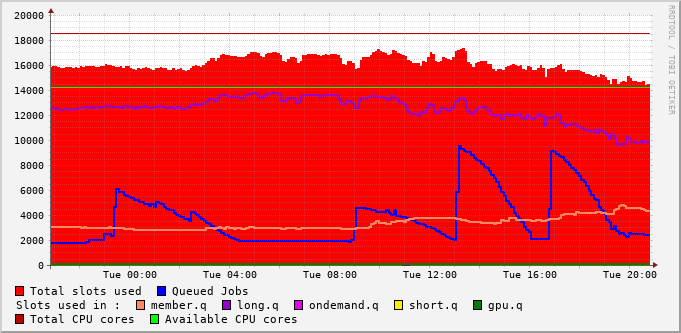 20000
18000
16000
14000
12000
10000
8000
6000
4000
2000
0
Tue 00:00 Tue 04:00 Tue 08:00 Tue 12:00 Tue 16:00 Tue 20:00
Total slots used Queued Jobs
Slots used in : member.q long.q ondemand.q short.q gpu.q
Total CPU cores Available CPU cores
RRDTOOL / TOBI OETIKER